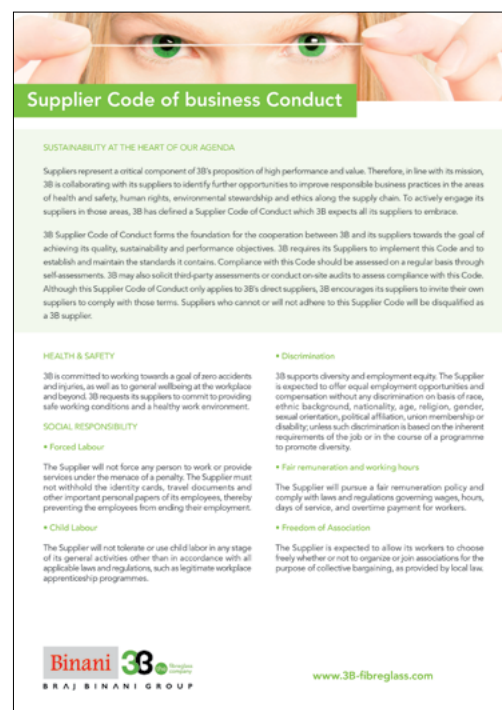 Supplier Code of business Conduct
SUSTAINABILITY AT THE HEART OF OUR AGENDA
Suppliers represent a critical component of 3B's proposition of high performance and value. Therefore, in line with its mission,
3B is collaborating with its suppliers to identify further opportunities to improve responsible business practices in the areas
of health and safety, human rights, environmental stewardship and ethics along the supply chain. To actively engage its
suppliers in those areas, 3B has defined a Supplier Code of Conduct which 3B expects all its suppliers to embrace.
3B Supplier Code of Conduct forms the foundation for the cooperation between 3B and its suppliers towards the goal of
achieving its quality, sustainability and performance objectives. 3B requires its Suppliers to implement this Code and to
establish and maintain the standards it contains. Compliance with this Code should be assessed on a regular basis through
self-assessments. 3B may also solicit third-party assessments or conduct on-site audits to assess compliance with this Code.
Although this Supplier Code of Conduct only applies to 3B's direct suppliers, 3B encourages its suppliers to invite their own
suppliers to comply with those terms. Suppliers who cannot or will not adhere to this Supplier Code will be disqualified as
a 3B supplier.
HEALTH & SAFETY
3B is committed to working towards a goal of zero accidents
and injuries, as well as to general wellbeing at the workplace
and beyond. 3B requests its suppliers to commit to providing
safe working conditions and a healthy work environment.
SOCIAL RESPONSIBILITY
• Forced Labour
The Supplier will not force any person to work or provide
services under the menace of a penalty. The Supplier must
not withhold the identity cards, travel documents and
other important personal papers of its employees, thereby
preventing the employees from ending their employment.
• Child Labour
The Supplier will not tolerate or use child labor in any stage
of its general activities other than in accordance with all
applicable laws and regulations, such as legitimate workplace
apprenticeship programmes.
• Discrimination
3B supports diversity and employment equity. The Supplier
is expected to offer equal employment opportunities and
compensation without any discrimination on basis of race,
ethnic background, nationality, age, religion, gender,
sexual orientation, political affiliation, union membership or
disability; unless such discrimination is based on the inherent
requirements of the job or in the course of a programme
to promote diversity.
• Fair remuneration and working hours
The Supplier will pursue a fair remuneration policy and
comply with laws and regulations governing wages, hours,
days of service, and overtime payment for workers.
• Freedom of Association
The Supplier is expected to allow its workers to choose
freely whether or not to organize or join associations for the
purpose of collective bargaining, as provided by local law.
Binani
3B the fibreglass company
BRAJ BINANI GROUP
www.3B-fibreglass.com